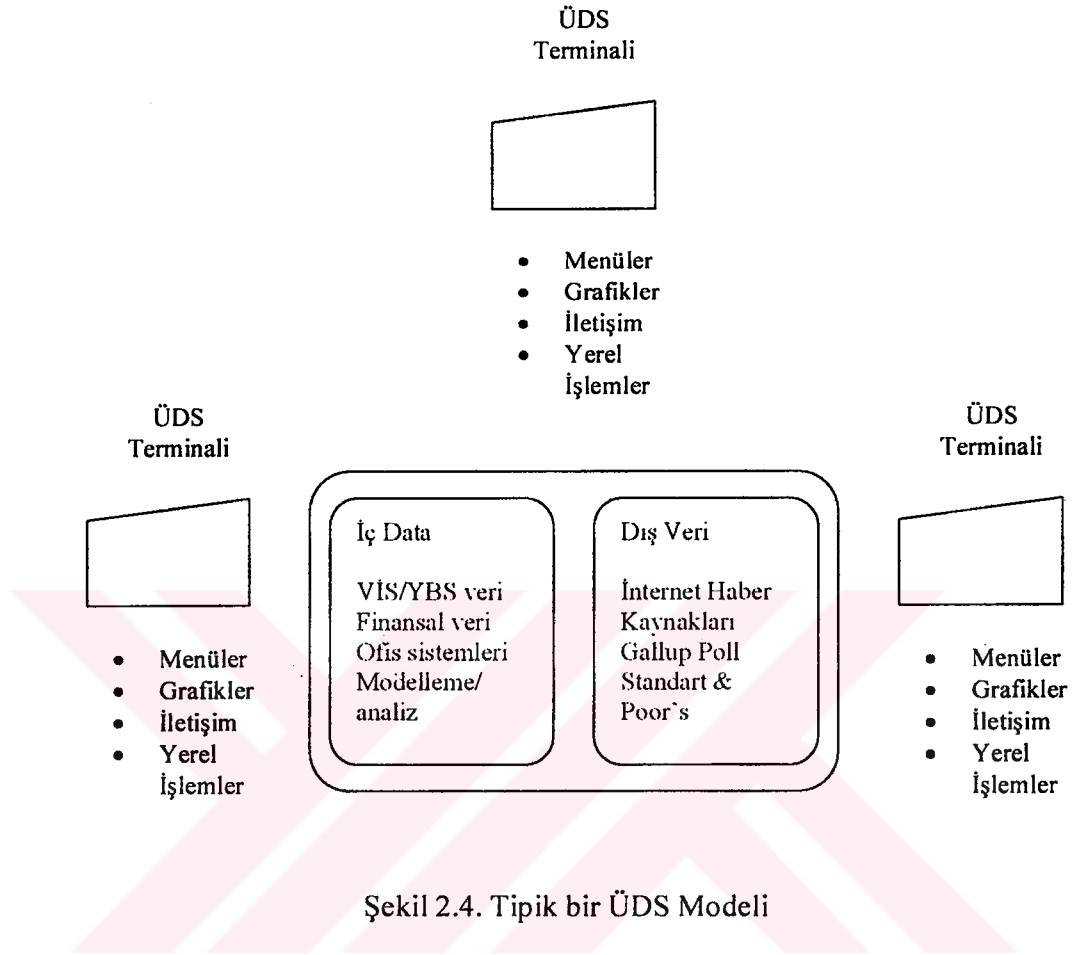 ÜDS
Terminali
• Menüler
• Grafikler
• İletişim
• Yerel
İşlemler
ÜDS
Terminali
• Menüler
• Grafikler
• İletişim
• Yerel
İşlemler
İç Data
VİS/YBS veri
Finansal veri
Ofis sistemleri
Modelleme/
analiz
Dış Veri
İnternet Haber
Kaynakları
Gallup Poll
Standart &
Poor`s
ÜDS
Terminali
• Menüler
• Grafikler
• İletişim
• Yerel
İşlemler
Şekil 2.4. Tipik bir ÜDS Modeli